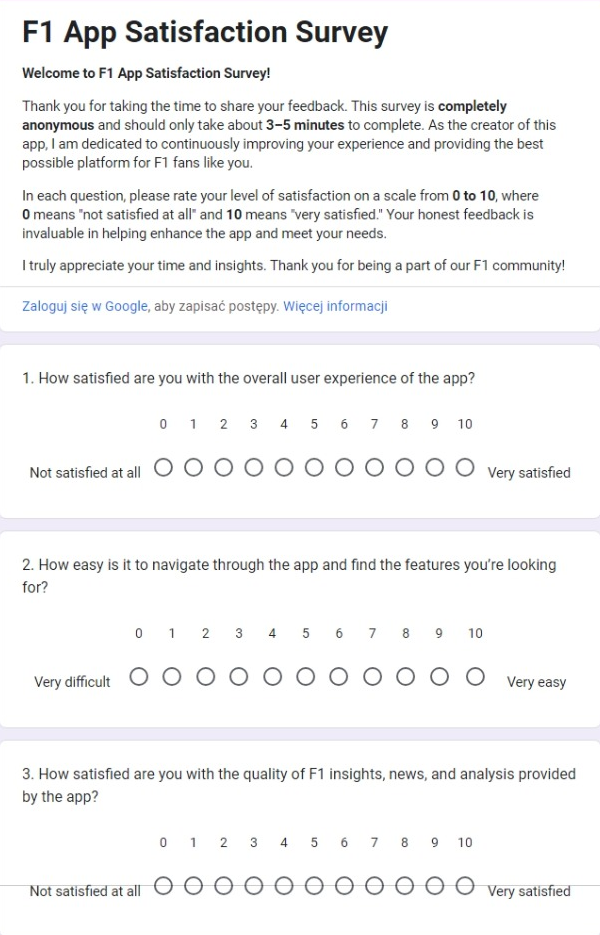 F1 App Satisfaction Survey
Welcome to F1 App Satisfaction Survey!
Thank you for taking the time to share your feedback. This survey is completely
anonymous and should only take about 3–5 minutes to complete. As the creator of this
app, I am dedicated to continuously improving your experience and providing the best
possible platform for F1 fans like you.
In each question, please rate your level of satisfaction on a scale from 0 to 10, where
0 means "not satisfied at all" and 10 means "very satisfied." Your honest feedback is
invaluable in helping enhance the app and meet your needs.
I truly appreciate your time and insights. Thank you for being a part of our F1 community!
Zaloguj się w Google, aby zapisać postępy. Więcej informacji
1. How satisfied are you with the overall user experience of the app?
0 1 2 3 4 5 6 7 8 9 10
Not satisfied at all Very satisfied
2. How easy is it to navigate through the app and find the features you're looking
for?
0 1 2 3 4 5 6 7 8 9 10
Very difficult Very easy
3. How satisfied are you with the quality of F1 insights, news, and analysis provided
by the app?
0 1 2 3 4 5 6 7 8 9 10
Not satisfied at all Very satisfied